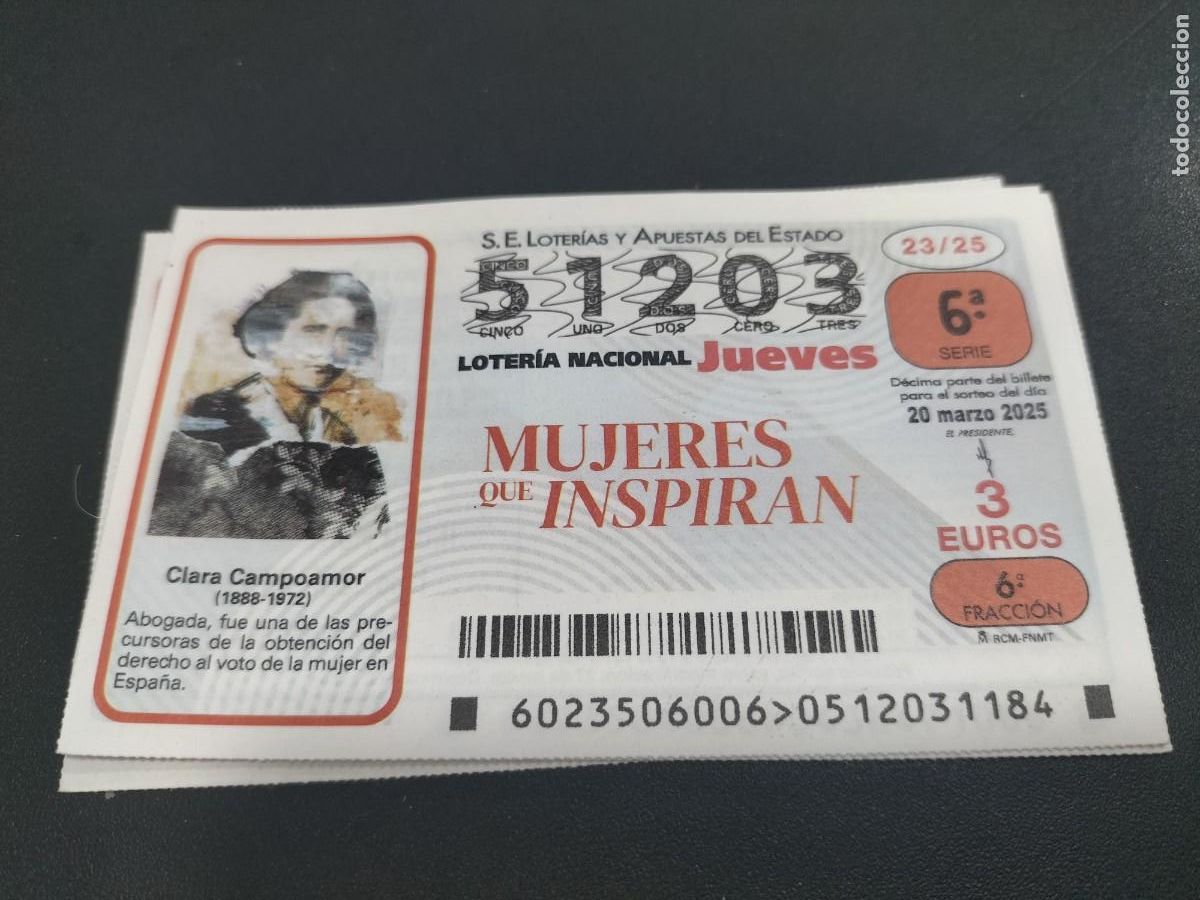 todocoleccion
S.E. LOTERÍAS Y APUESTAS DEL ESTADO
23/25
51203
CINCO UNO DOS CERO TRES
LOTERÍA NACIONAL Jueves
6ª
SERIE
Décima parte del billete
para el sorteo del día
20 marzo 2025
EL PRESIDENTE,
MUJERES
QUE INSPIRAN
3
EUROS
6ª
FRACCIÓN
RCM-FNMT
Clara Campoamor
(1888-1972)
Abogada, fue una de las pre-
cursoras de la obtención del
derecho al voto de la mujer en
España.
6023506006>0512031184